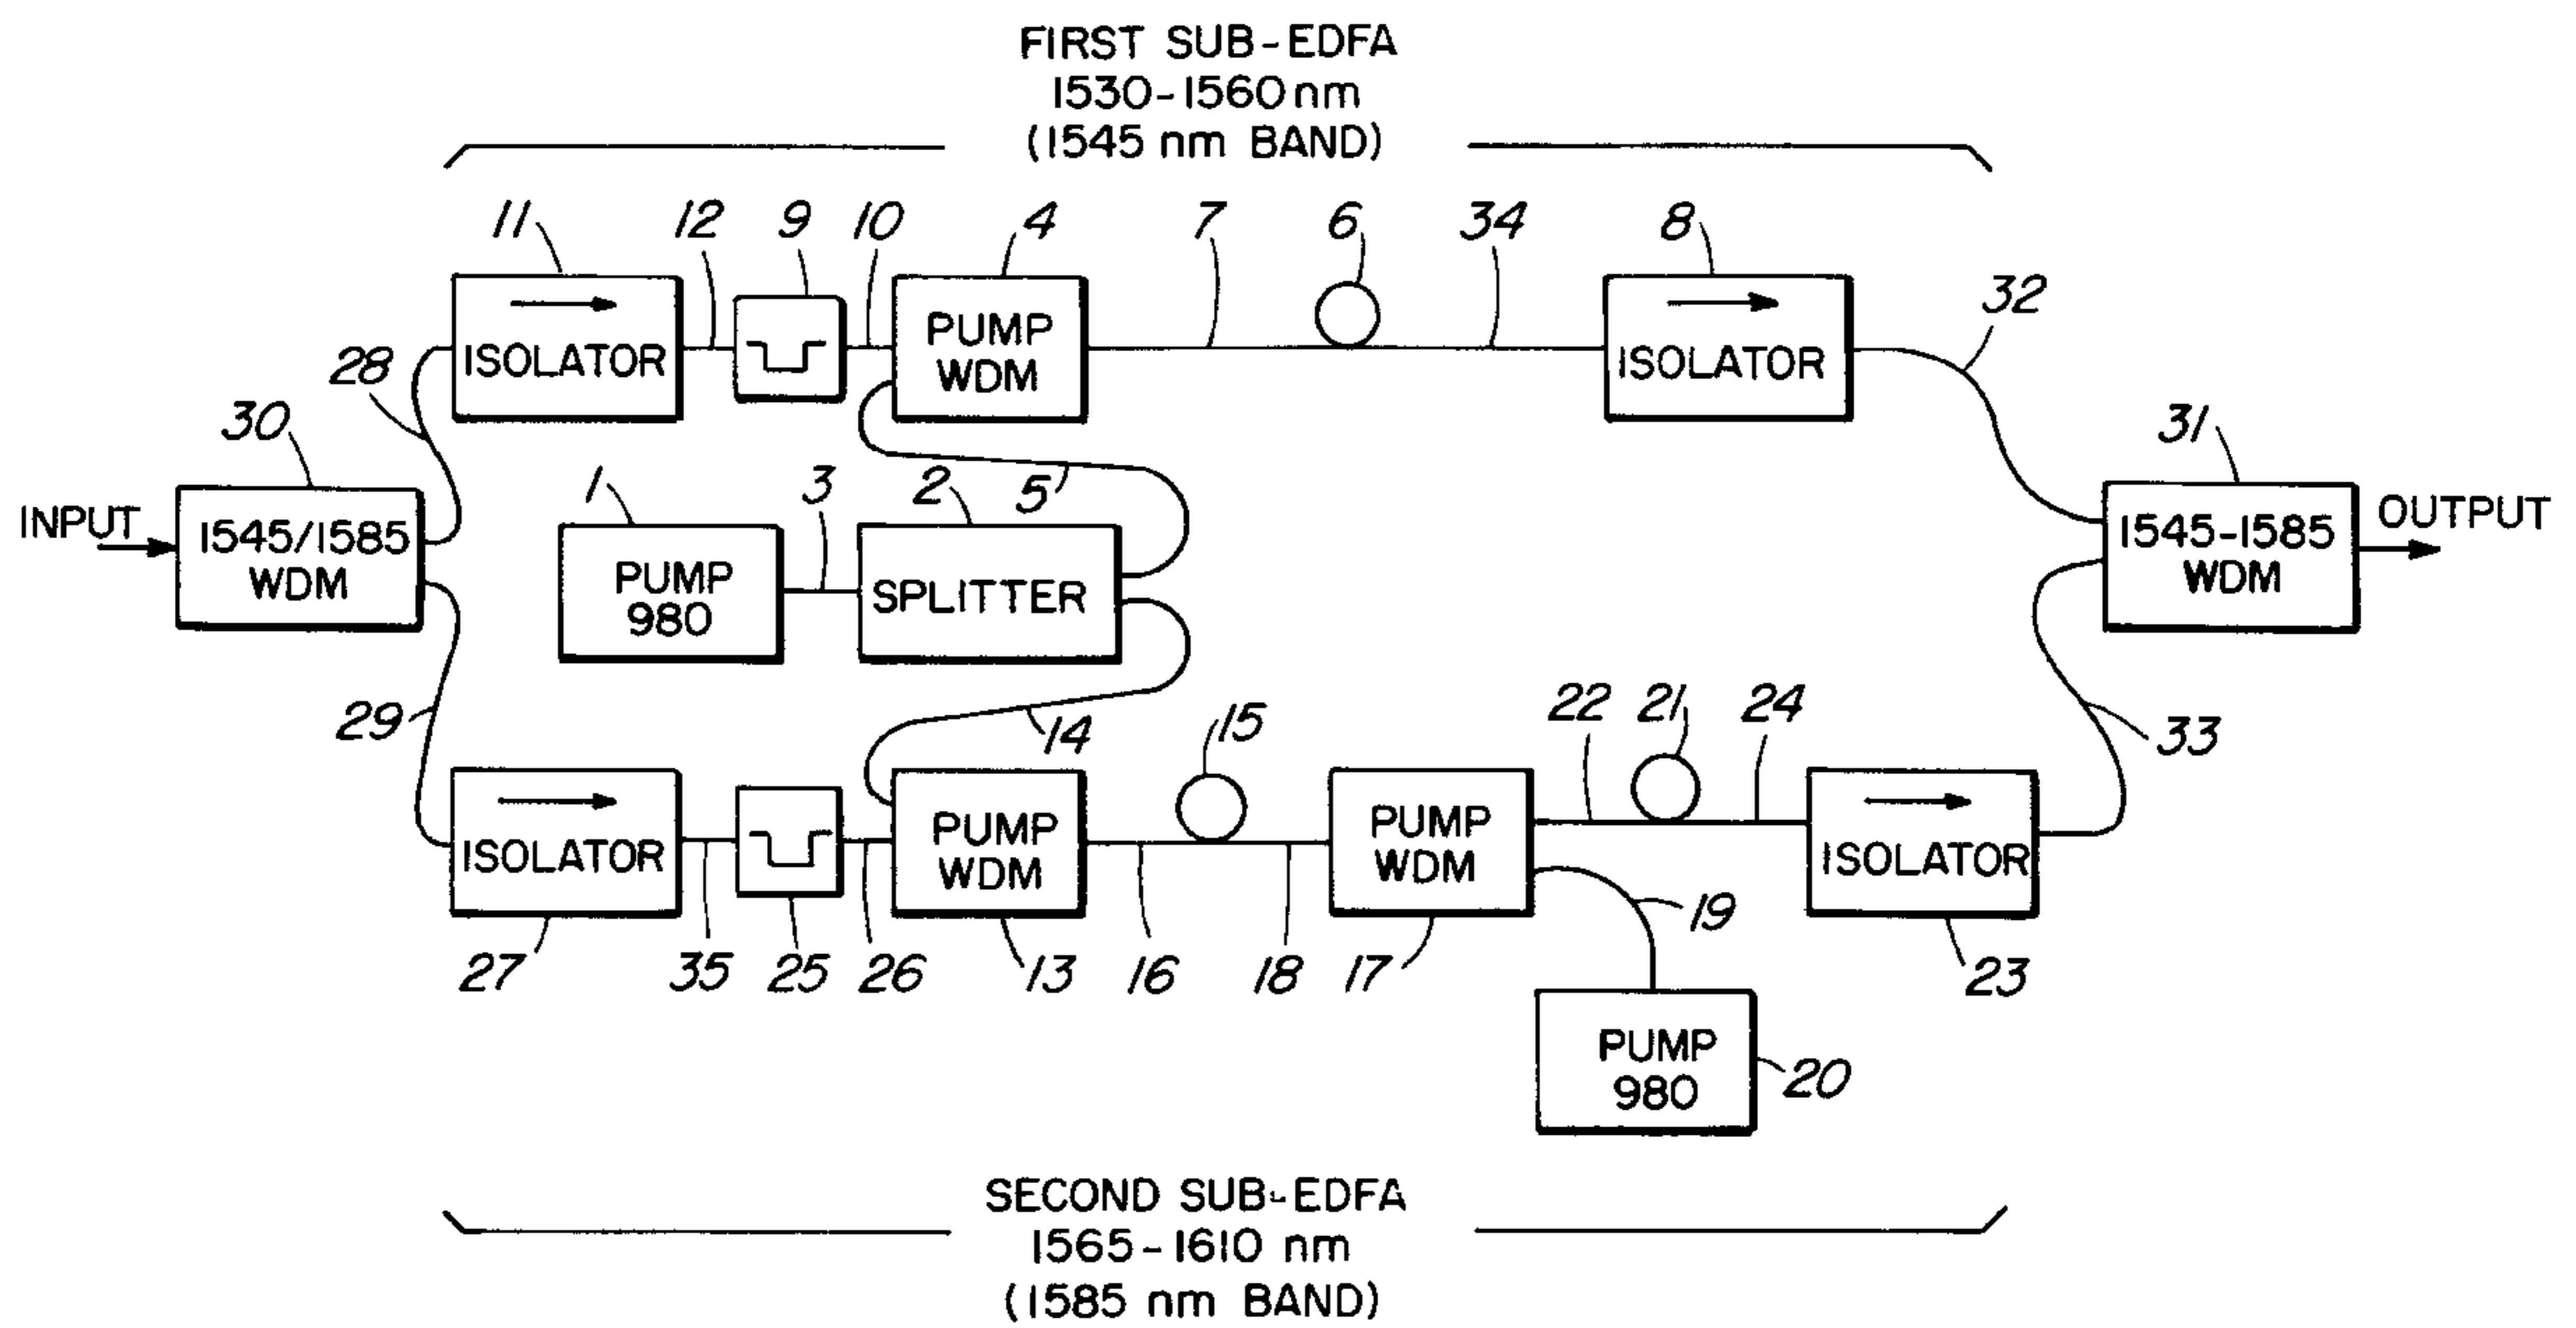 FIRST SUB-EDFA
1530-1560nm
(1545 nm BAND)
11 12 9 10 4 7 6 34 8
32
ISOLATOR
PUMP
WDM
ISOLATOR
28
30
31
1 3 2 5
INPUT
1545/1585
WDM
PUMP
980
SPLITTER
1545-1585
WDM
OUTPUT
29
14
15
22 21 24
33
ISOLATOR
PUMP
WDM
PUMP
WDM
ISOLATOR
19
27 35 25 26 13 16 18 17 23
PUMP
980
20
SECOND SUB-EDFA
1565-1610 nm
(1585 nm BAND)